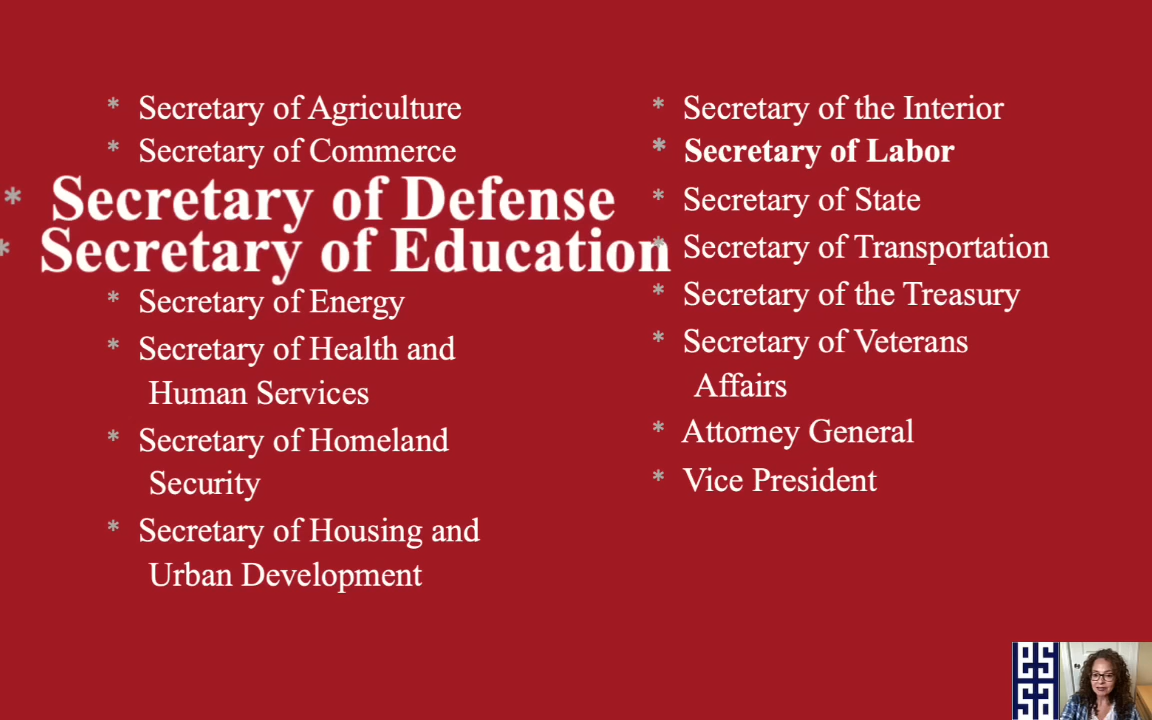 * Secretary of Agriculture
* Secretary of Commerce
* Secretary of Defense
* Secretary of Education
* Secretary of Energy
* Secretary of Health and
Human Services
* Secretary of Homeland
Security
* Secretary of Housing and
Urban Development
* Secretary of the Interior
* Secretary of Labor
* Secretary of State
* Secretary of Transportation
* Secretary of the Treasury
* Secretary of Veterans
Affairs
* Attorney General
* Vice President